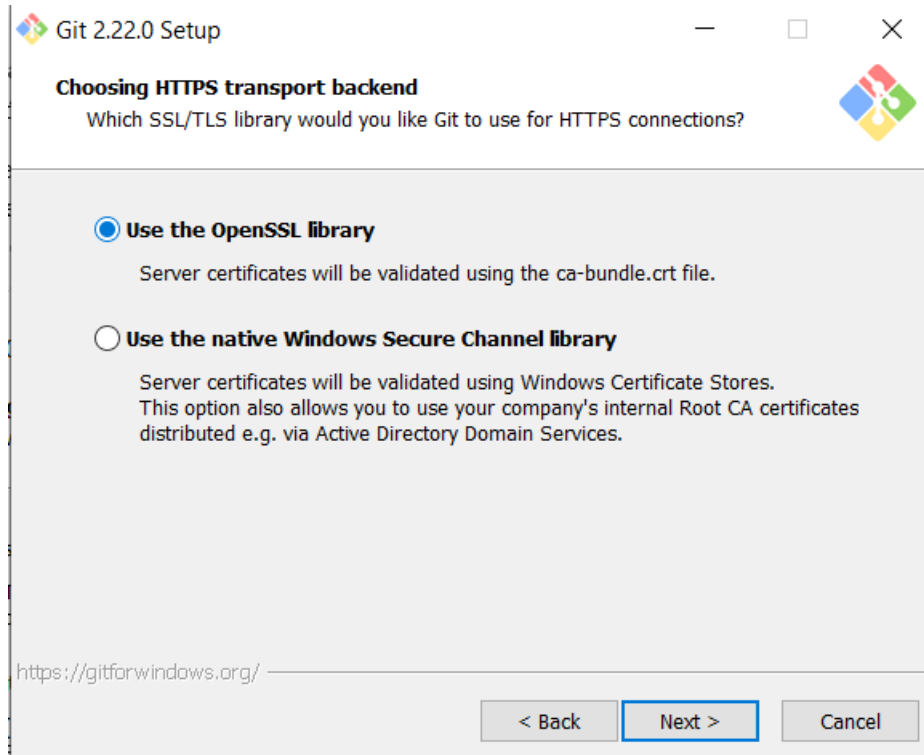 Git 2.22.0 Setup
Choosing HTTPS transport backend
Which SSL/TLS library would you like Git to use for HTTPS connections?
Use the OpenSSL library
Server certificates will be validated using the ca-bundle.crt file.
Use the native Windows Secure Channel library
Server certificates will be validated using Windows Certificate Stores.
This option also allows you to use your company's internal Root CA certificates
distributed e.g. via Active Directory Domain Services.
https://gitforwindows.org/
< Back Next > Cancel